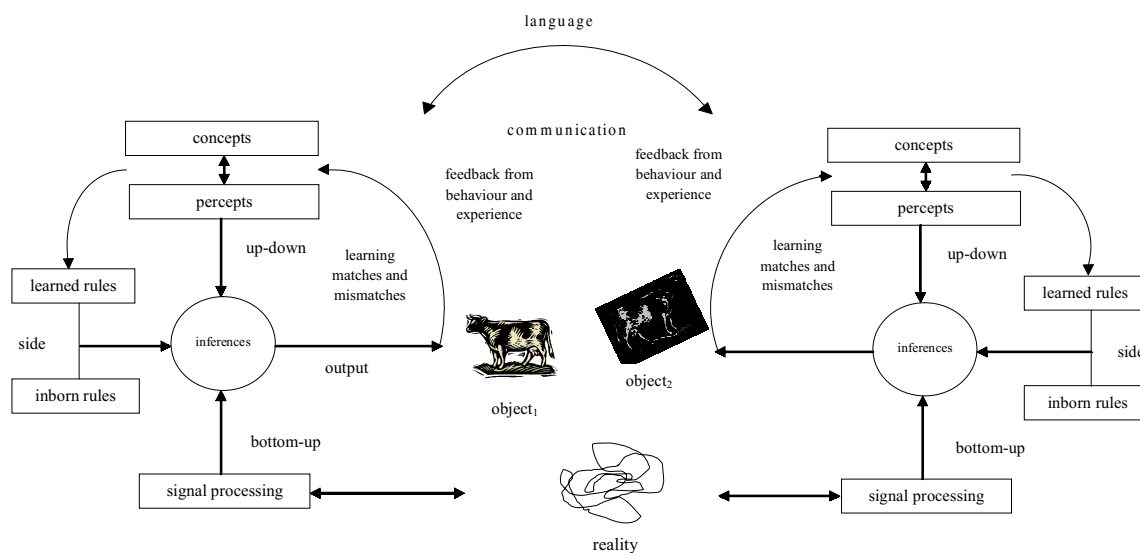 language
communication
concepts
feedback from
behaviour and
experience
percepts
up-down
learning
matches and
mismatches
learned rules
side
inferences
output
inborn rules
bottom-up
signal processing
object₁
feedback from
behaviour and
experience
concepts
percepts
up-down
learning
matches and
mismatches
learned rules
side
inferences
object₂
inborn rules
bottom-up
signal processing
reality